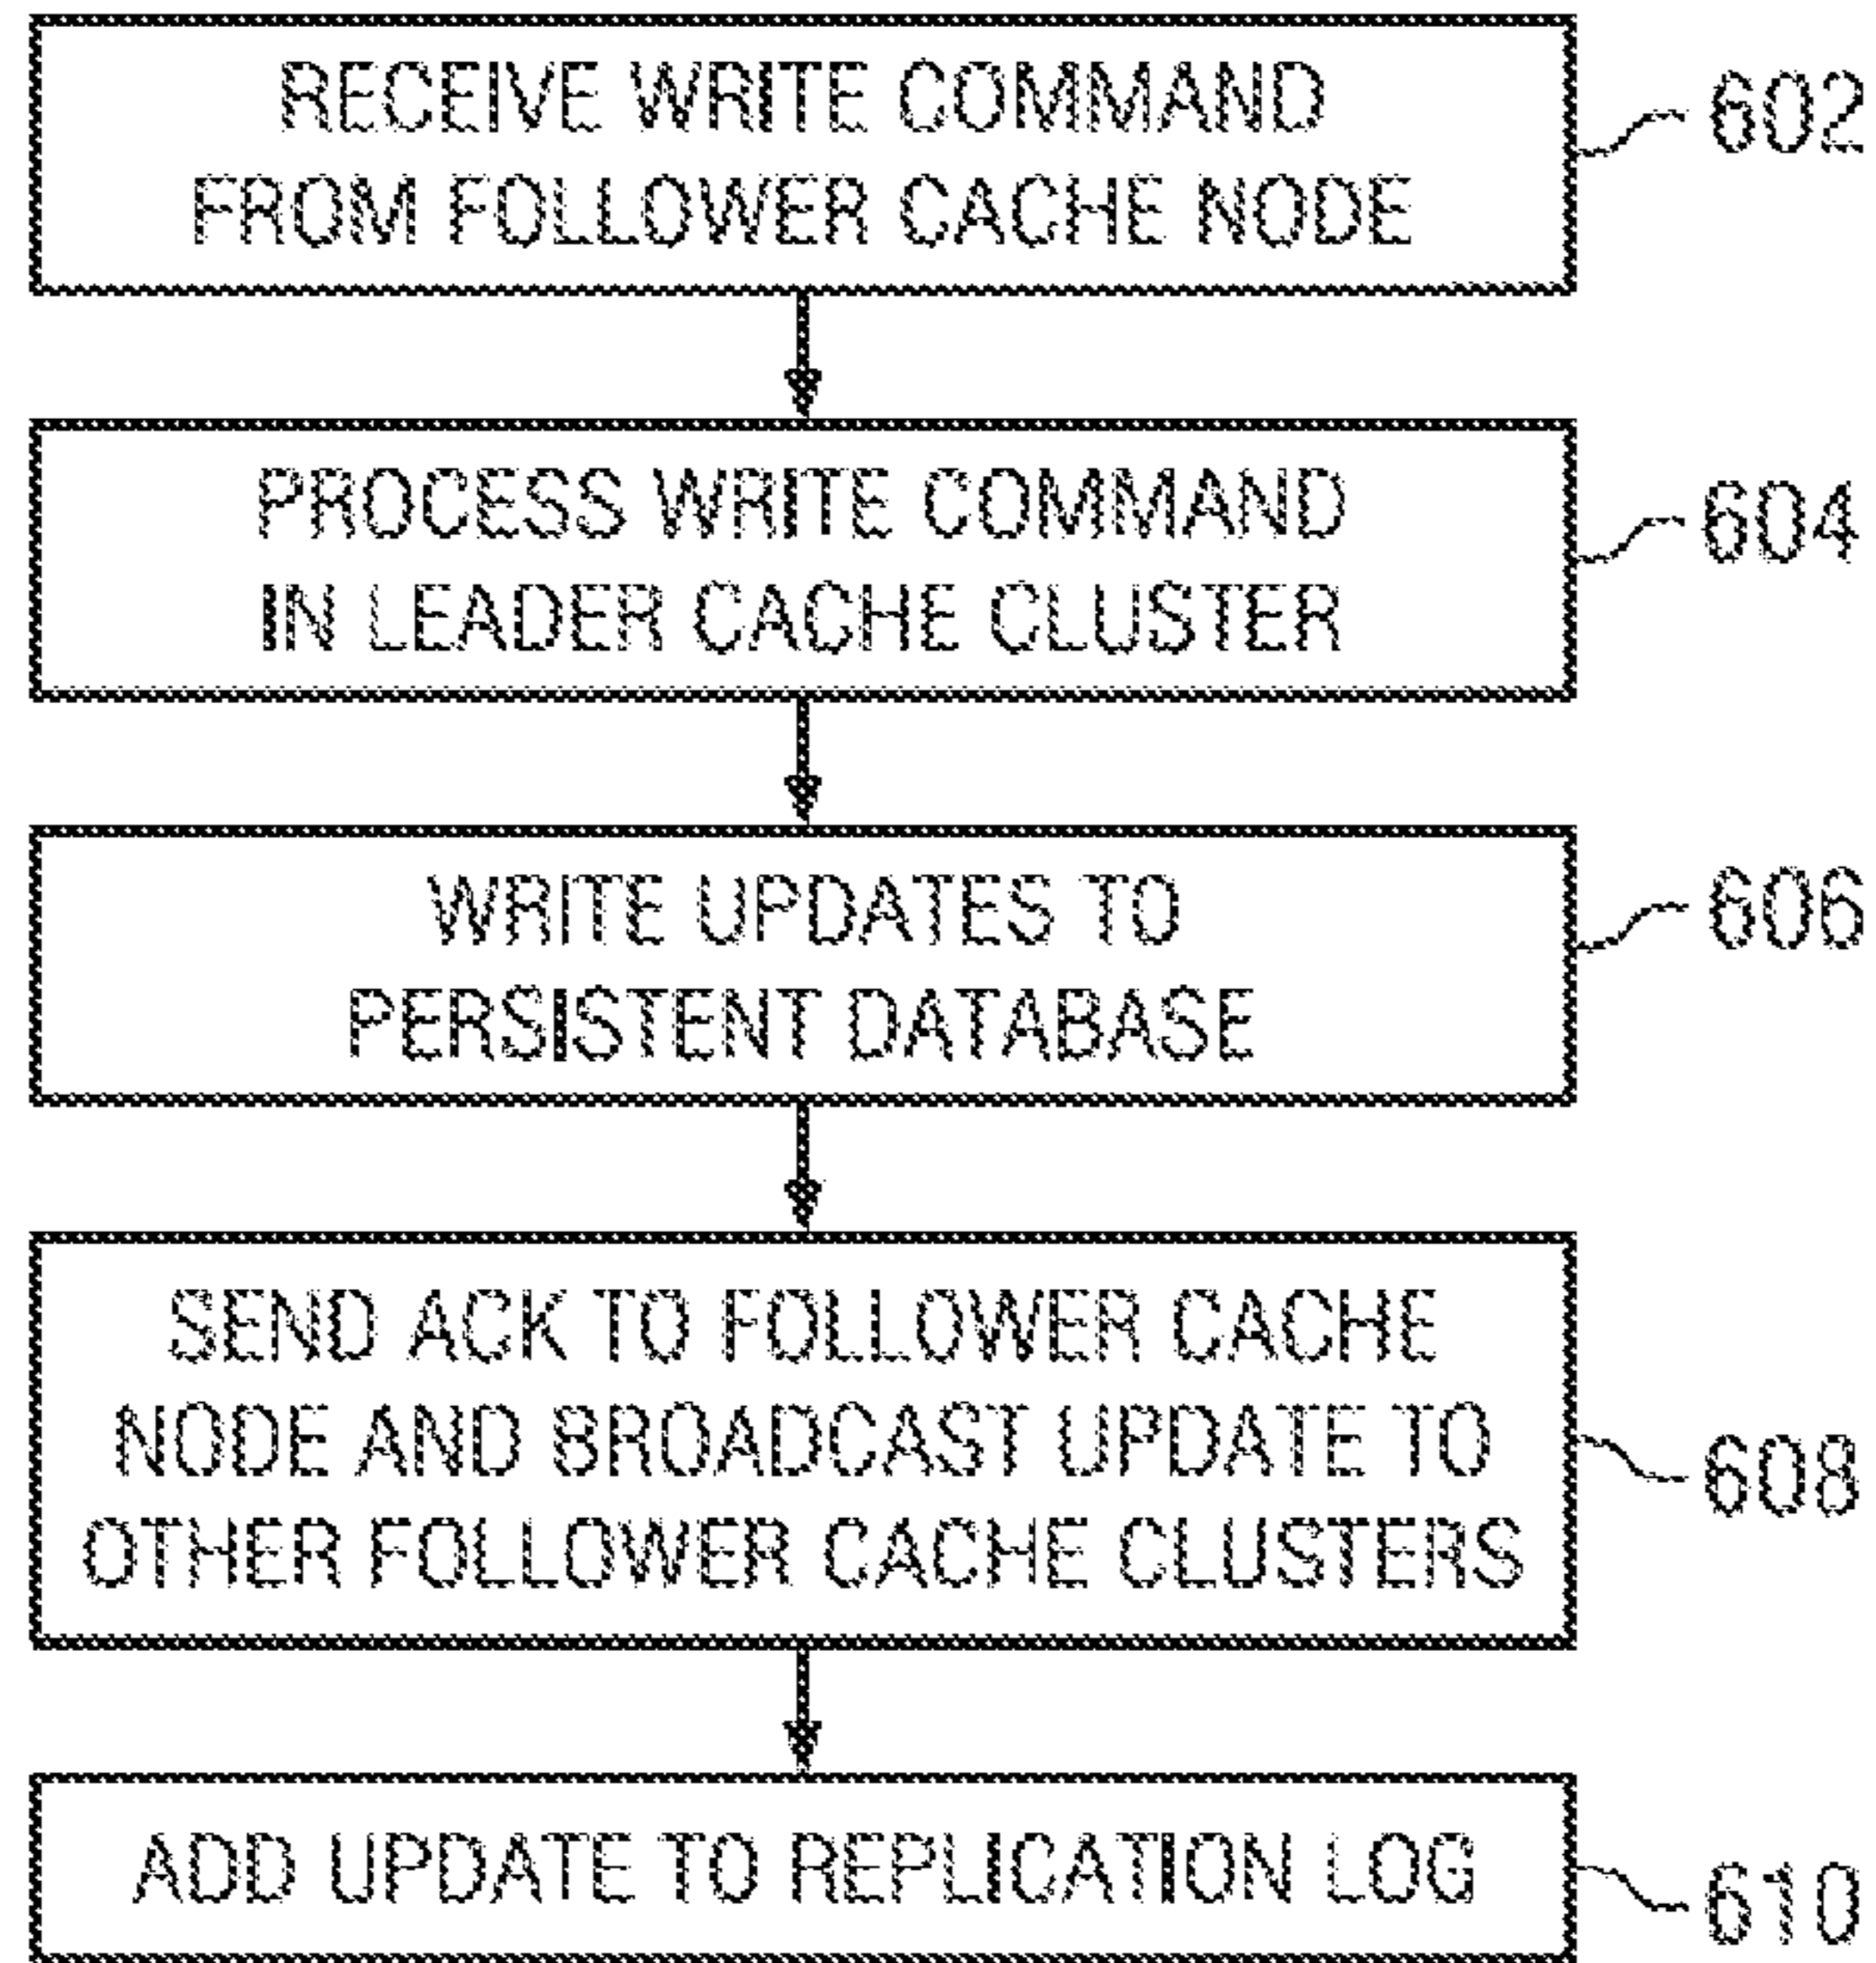 RECEIVE WRITE COMMAND
FROM FOLLOWER CACHE NODE
602
PROCESS WRITE COMMAND
IN LEADER CACHE CLUSTER
604
WRITE UPDATES TO
PERSISTENT DATABASE
606
SEND ACK TO FOLLOWER CACHE
NODE AND BROADCAST UPDATE TO
OTHER FOLLOWER CACHE CLUSTERS
608
ADD UPDATE TO REPLICATION LOG
610